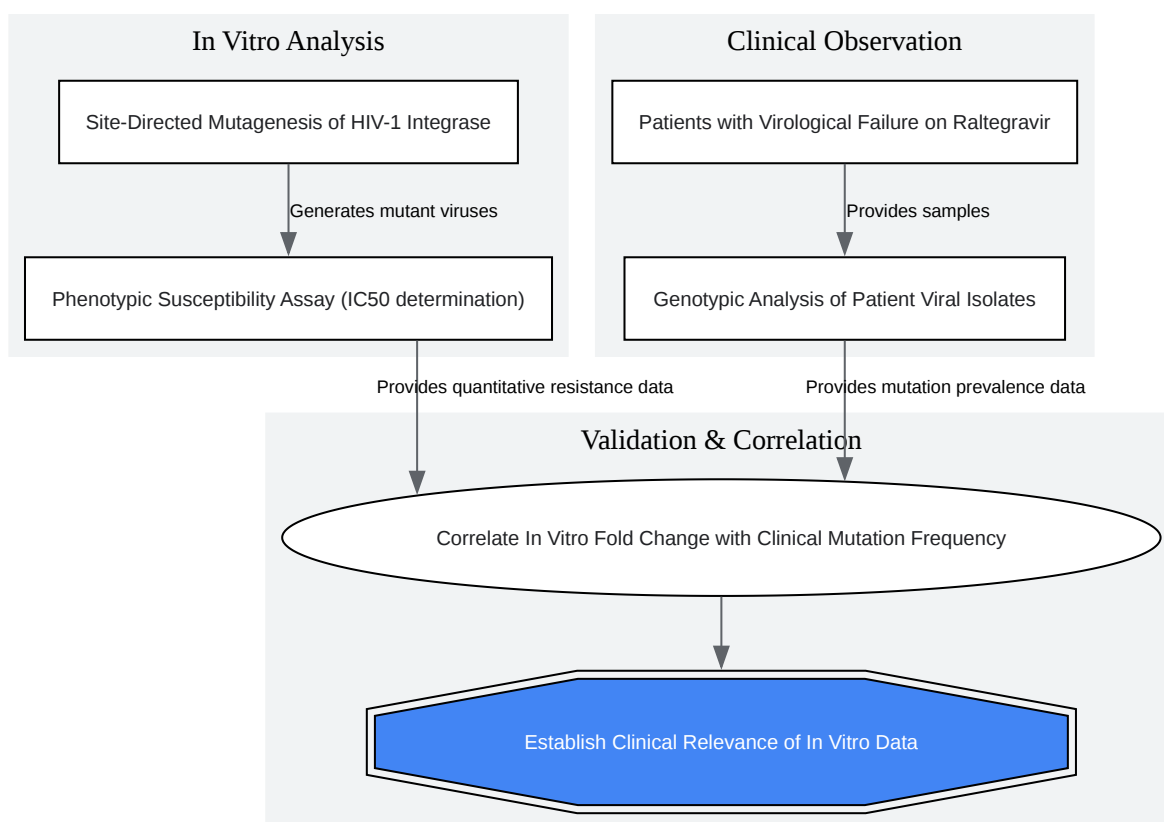 In Vitro Analysis
Site-Directed Mutagenesis of HIV-1 Integrase
Generates mutant viruses
Phenotypic Susceptibility Assay (IC50 determination)
Provides quantitative resistance data
Clinical Observation
Patients with Virological Failure on Raltegravir
Provides samples
Genotypic Analysis of Patient Viral Isolates
Provides mutation prevalence data
Validation & Correlation
Correlate In Vitro Fold Change with Clinical Mutation Frequency
Establish Clinical Relevance of In Vitro Data